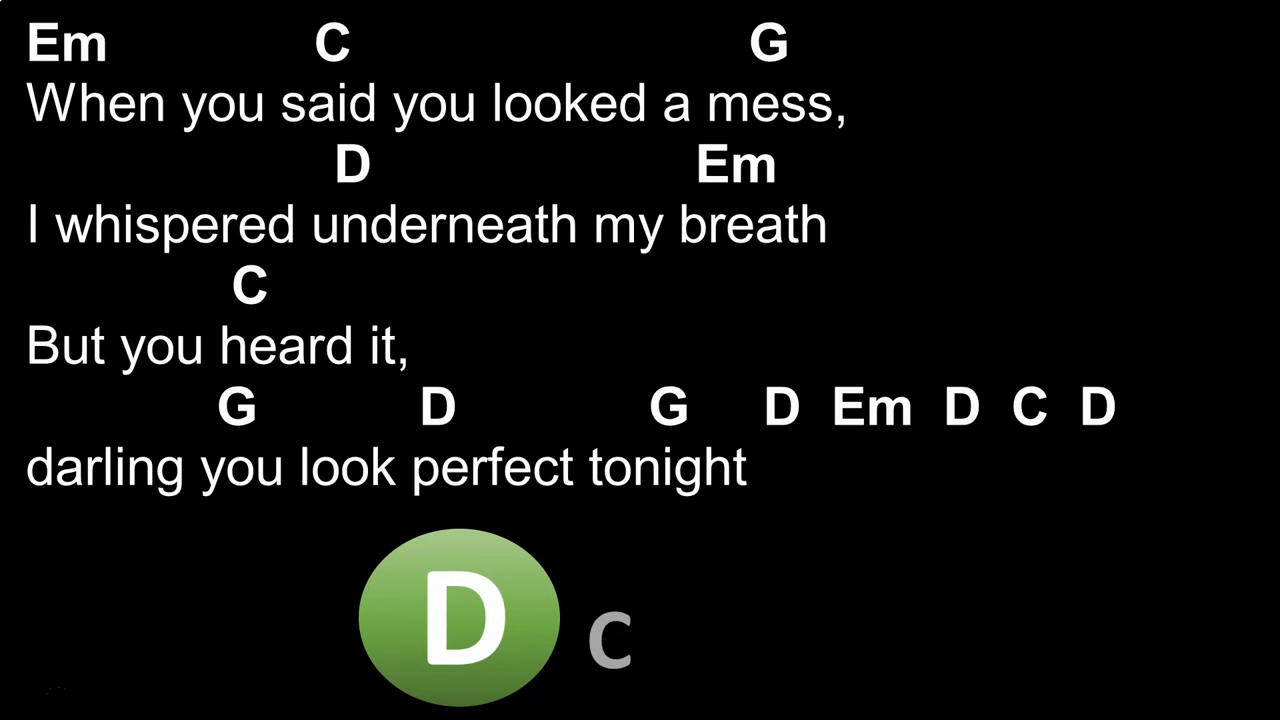 Em C G
When you said you looked a mess,
D Em
I whispered underneath my breath
C
But you heard it,
G D G D Em D C D
darling you look perfect tonight
D C